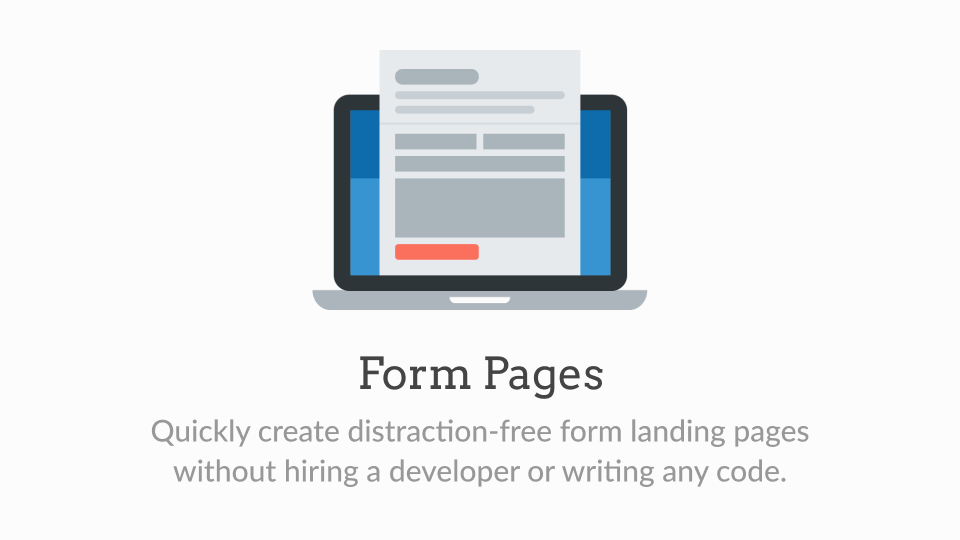 Form Pages
Quickly create distraction-free form landing pages
without hiring a developer or writing any code.